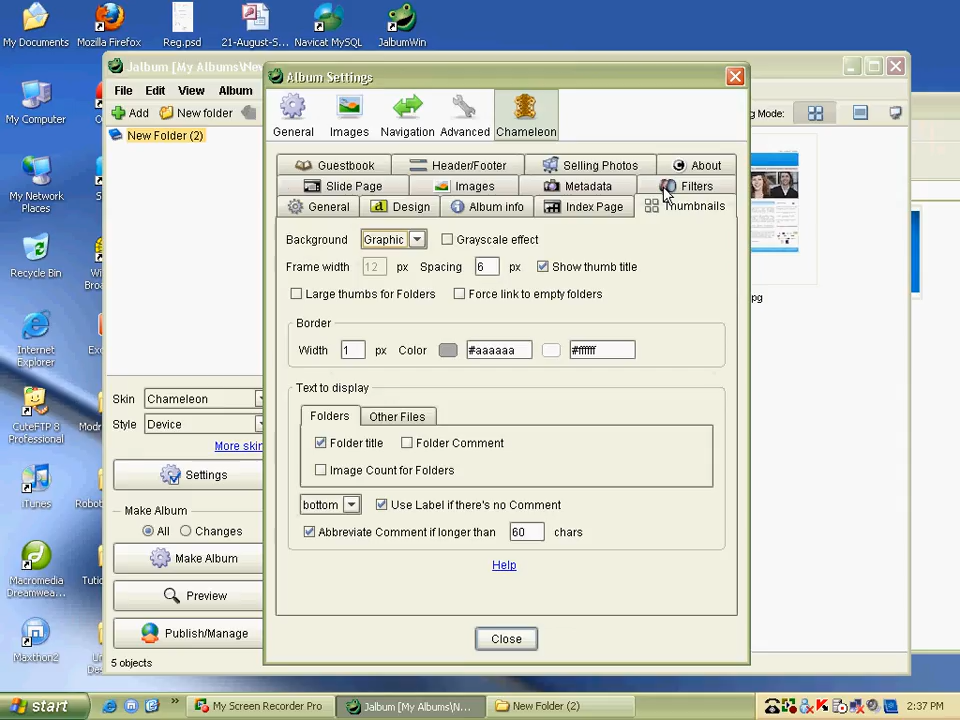 My Documents
Mozilla Firefox
Reg.psd
21-August-S...
Navicat MySQL
JalbumWin
My Computer
My Network
Places
Recycle Bin
Internet
Explorer
CuteFTP 8
Professional
iTunes
Macromedia
Dreamwea...
Maxthon2
Jalbum [My Albums\Ne
File Edit View Album
Add New folder
New Folder (2)
g Mode:
pg
Skin Chameleon
Style Device
More skin
Settings
Make Album
All Changes
Make Album
Preview
Publish/Manage
5 objects
Album Settings
General Images Navigation Advanced Chameleon
Guestbook Header/Footer Selling Photos About
Slide Page Images Metadata Filters
General Design Album info Index Page Thumbnails
Background Graphic Grayscale effect
Frame width 12 px Spacing 6 px Show thumb title
Large thumbs for Folders Force link to empty folders
Border
Width 1 px Color #aaaaaa #ffffff
Text to display
Folders Other Files
Folder title Folder Comment
Image Count for Folders
bottom Use Label if there's no Comment
Abbreviate Comment if longer than 60 chars
Help
Close
start My Screen Recorder Pro Jalbum [My Albums\N... New Folder (2) 2:37 PM